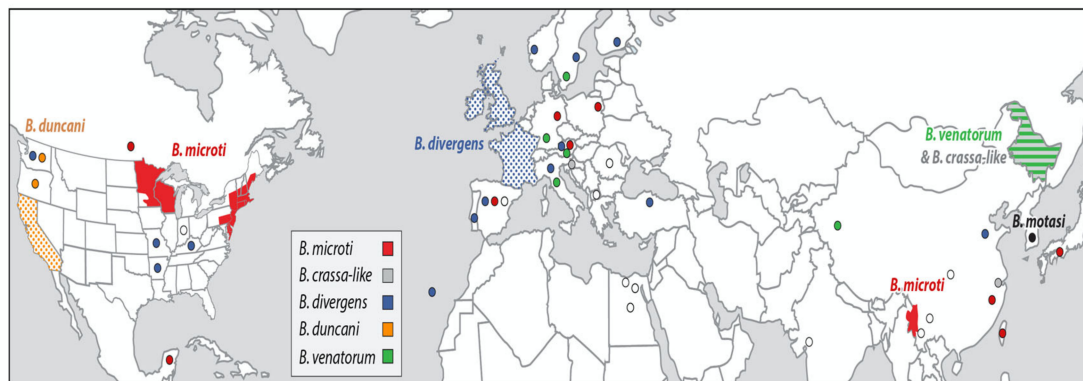 B. duncani
B. microti
B. divergens
B. venatorum
& B. crassa-like
B. motasi
B. microti
B. microti
B. crassa-like
B. divergens
B. duncani
B. venatorum